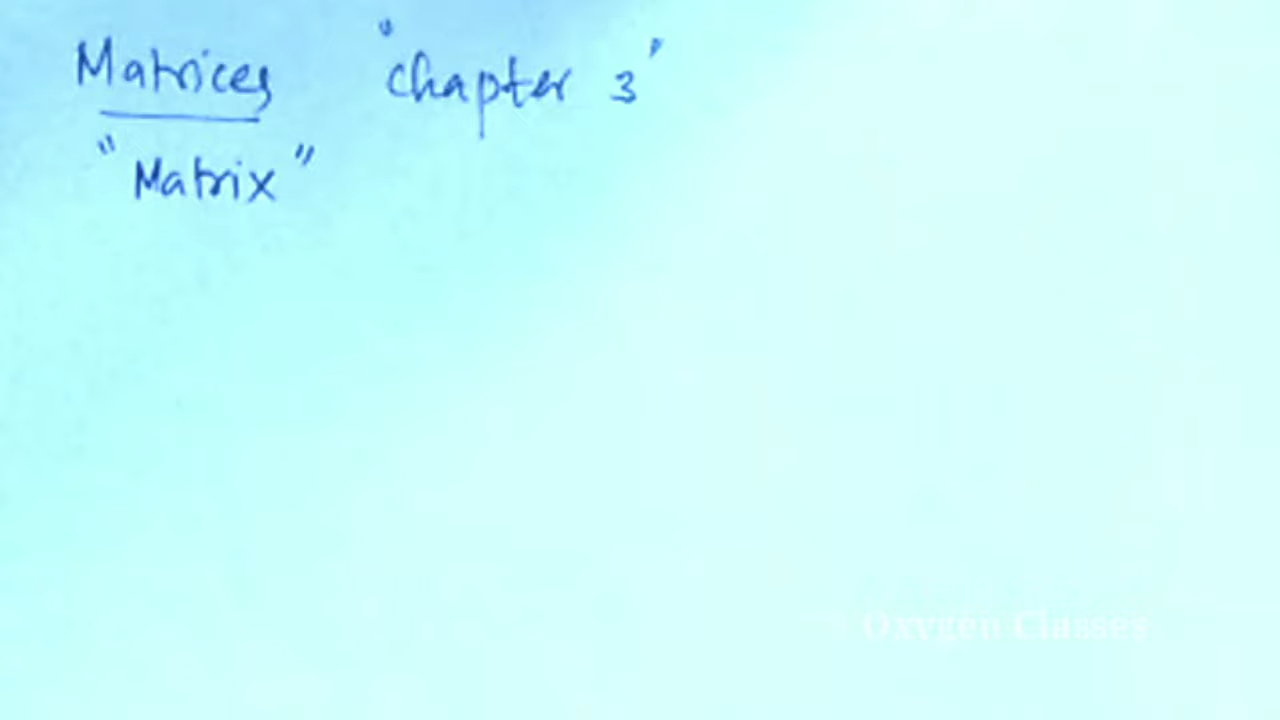 Matrices "chapter 3"
"Matrix"
Oxygen Classes